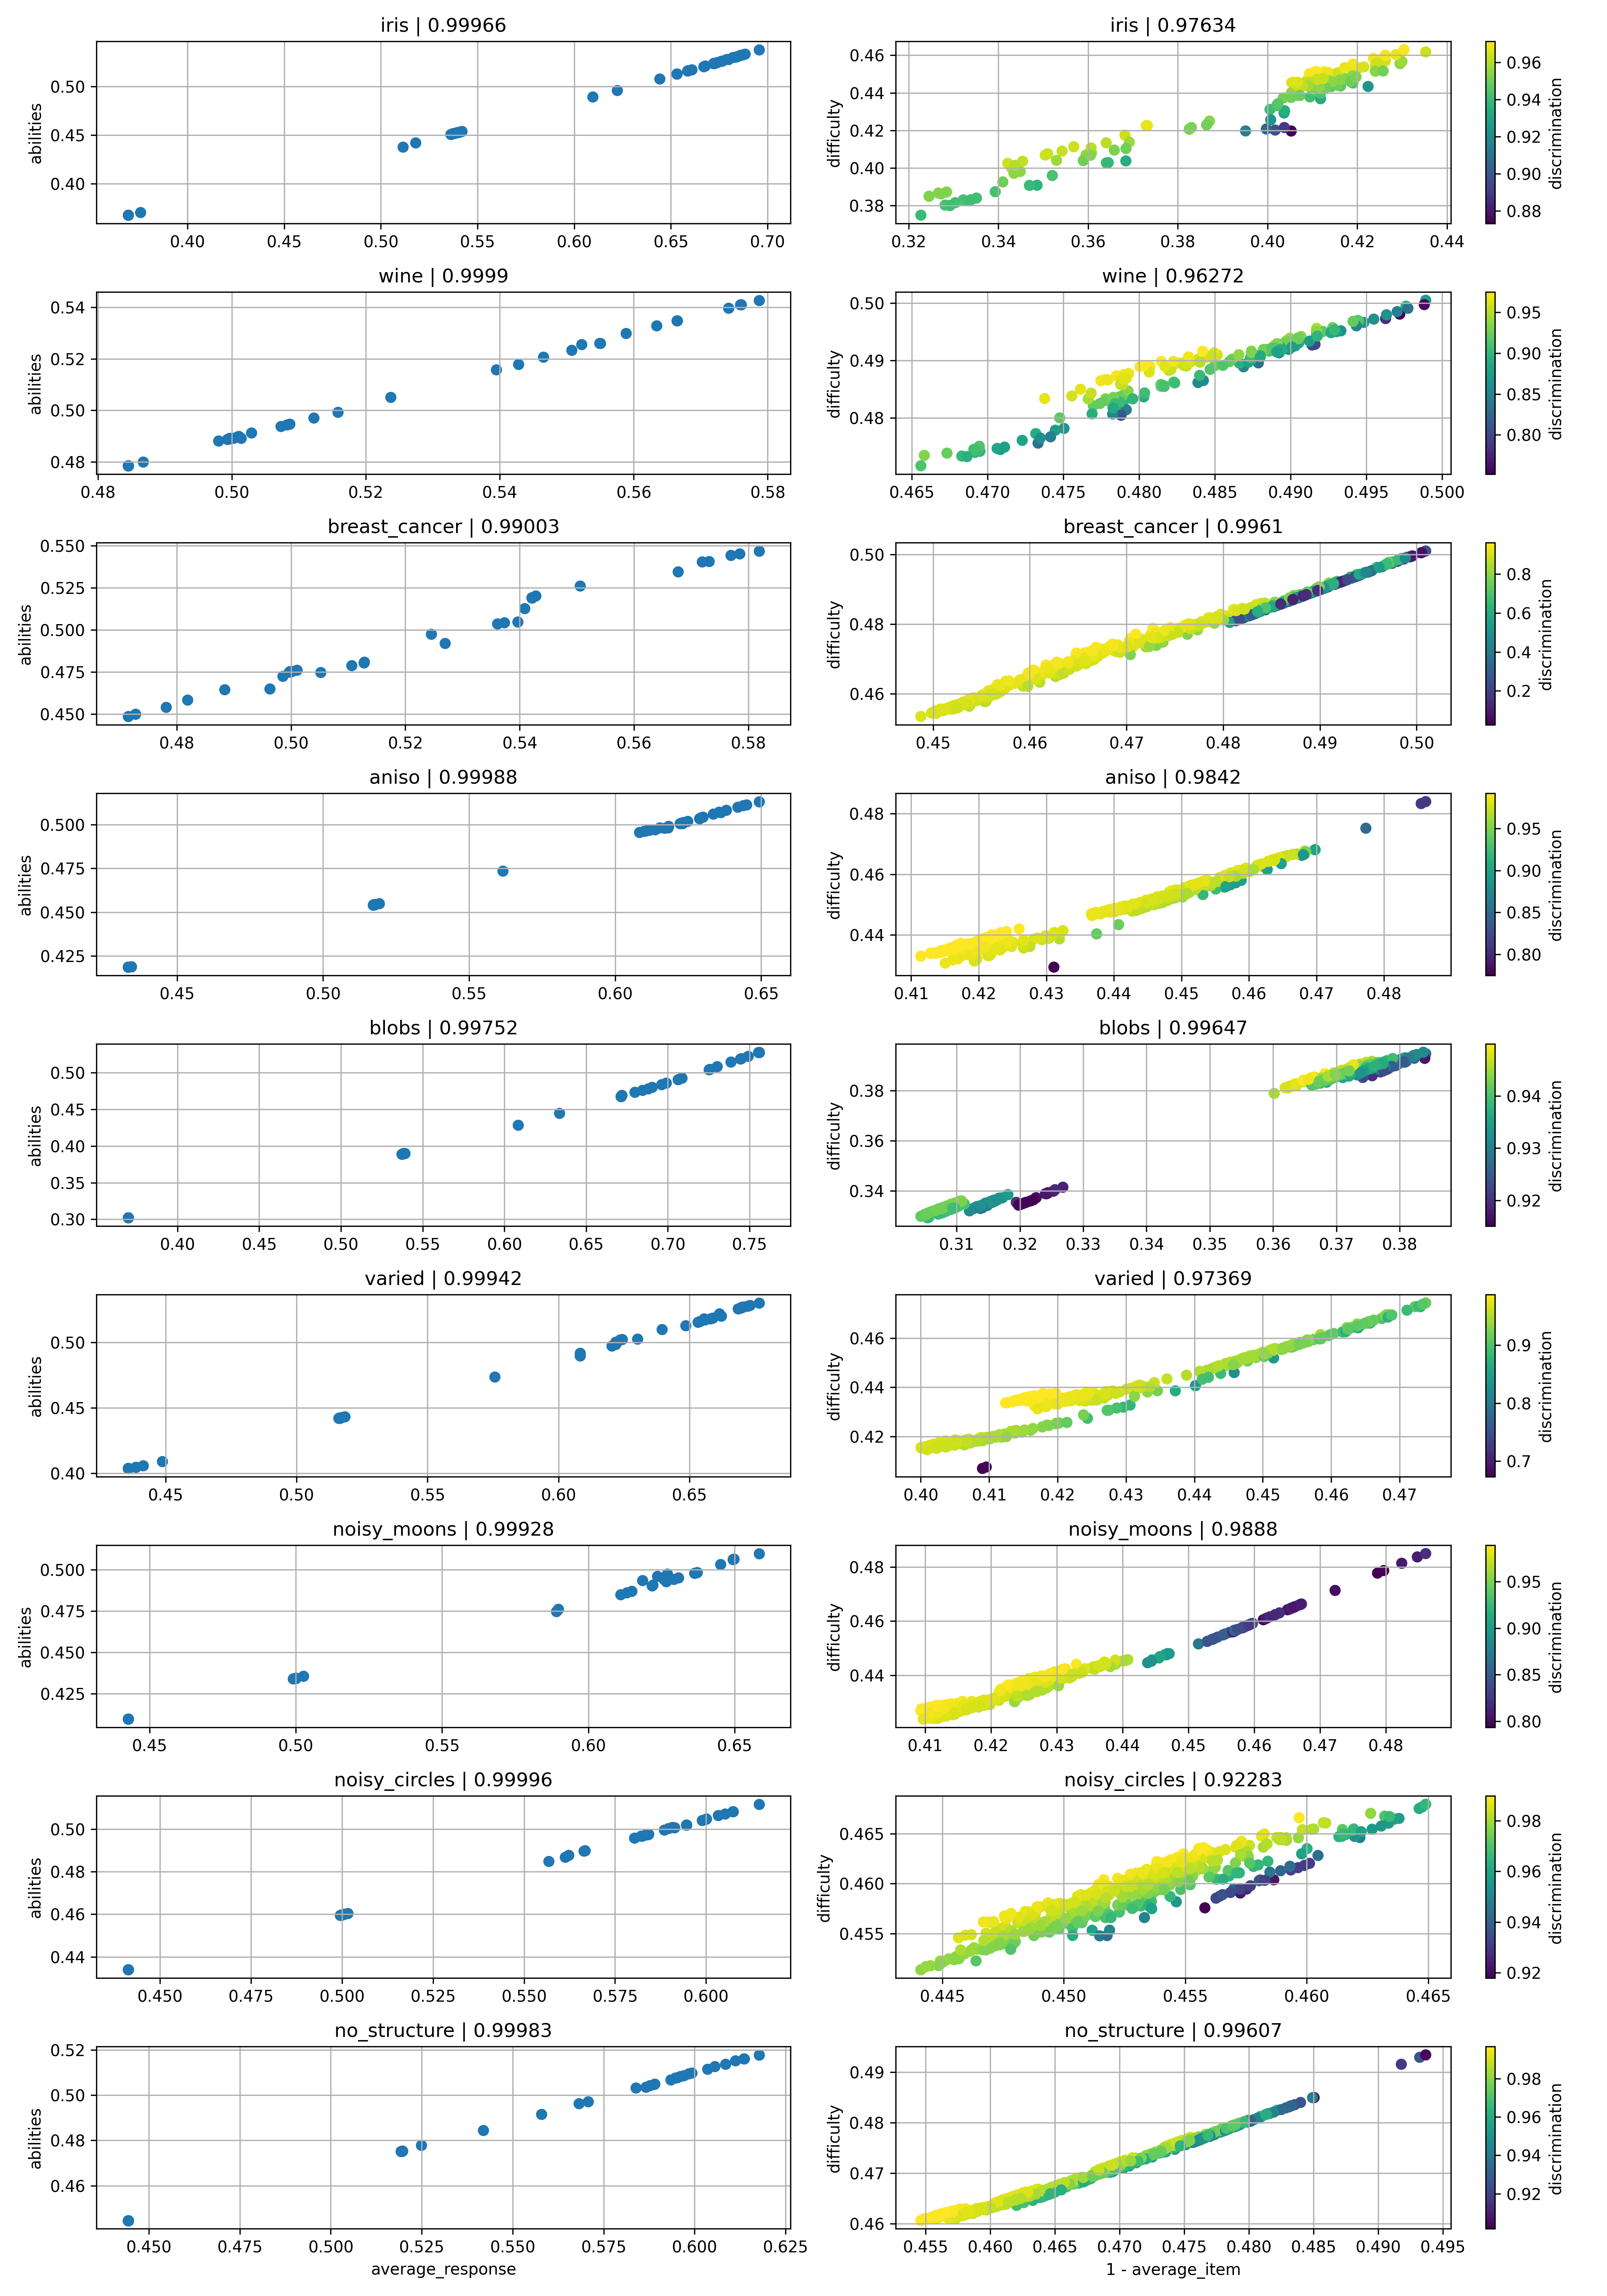 iris | 0.99966
abilities
0.50
0.45
0.40
0.40 0.45 0.50 0.55 0.60 0.65 0.70
iris | 0.97634
difficulty
0.46
0.44
0.42
0.40
0.38
0.32 0.34 0.36 0.38 0.40 0.42 0.44
0.96
0.94
0.92
0.90
0.88
discrimination
wine | 0.9999
abilities
0.54
0.52
0.50
0.48
0.48 0.50 0.52 0.54 0.56 0.58
wine | 0.96272
difficulty
0.50
0.49
0.48
0.465 0.470 0.475 0.480 0.485 0.490 0.495 0.500
0.95
0.90
0.85
0.80
discrimination
breast_cancer | 0.99003
abilities
0.550
0.525
0.500
0.475
0.450
0.48 0.50 0.52 0.54 0.56 0.58
breast_cancer | 0.9961
difficulty
0.50
0.48
0.46
0.45 0.46 0.47 0.48 0.49 0.50
0.8
0.6
0.4
0.2
discrimination
aniso | 0.99988
abilities
0.500
0.475
0.450
0.425
0.45 0.50 0.55 0.60 0.65
aniso | 0.9842
difficulty
0.48
0.46
0.44
0.41 0.42 0.43 0.44 0.45 0.46 0.47 0.48
0.95
0.90
0.85
0.80
discrimination
blobs | 0.99752
abilities
0.50
0.45
0.40
0.35
0.30
0.40 0.45 0.50 0.55 0.60 0.65 0.70 0.75
blobs | 0.99647
difficulty
0.38
0.36
0.34
0.31 0.32 0.33 0.34 0.35 0.36 0.37 0.38
0.94
0.93
0.92
discrimination
varied | 0.99942
abilities
0.50
0.45
0.40
0.45 0.50 0.55 0.60 0.65
varied | 0.97369
difficulty
0.46
0.44
0.42
0.40 0.41 0.42 0.43 0.44 0.45 0.46 0.47
0.9
0.8
0.7
discrimination
noisy_moons | 0.99928
abilities
0.500
0.475
0.450
0.425
0.45 0.50 0.55 0.60 0.65
noisy_moons | 0.9888
difficulty
0.48
0.46
0.44
0.41 0.42 0.43 0.44 0.45 0.46 0.47 0.48
0.95
0.90
0.85
0.80
discrimination
noisy_circles | 0.99996
abilities
0.50
0.48
0.46
0.44
0.450 0.475 0.500 0.525 0.550 0.575 0.600
noisy_circles | 0.92283
difficulty
0.465
0.460
0.455
0.445 0.450 0.455 0.460 0.465
0.98
0.96
0.94
0.92
discrimination
no_structure | 0.99983
abilities
0.52
0.50
0.48
0.46
0.450 0.475 0.500 0.525 0.550 0.575 0.600 0.625
average_response
no_structure | 0.99607
difficulty
0.49
0.48
0.47
0.46
0.455 0.460 0.465 0.470 0.475 0.480 0.485 0.490 0.495
1 - average_item
0.98
0.96
0.94
0.92
discrimination